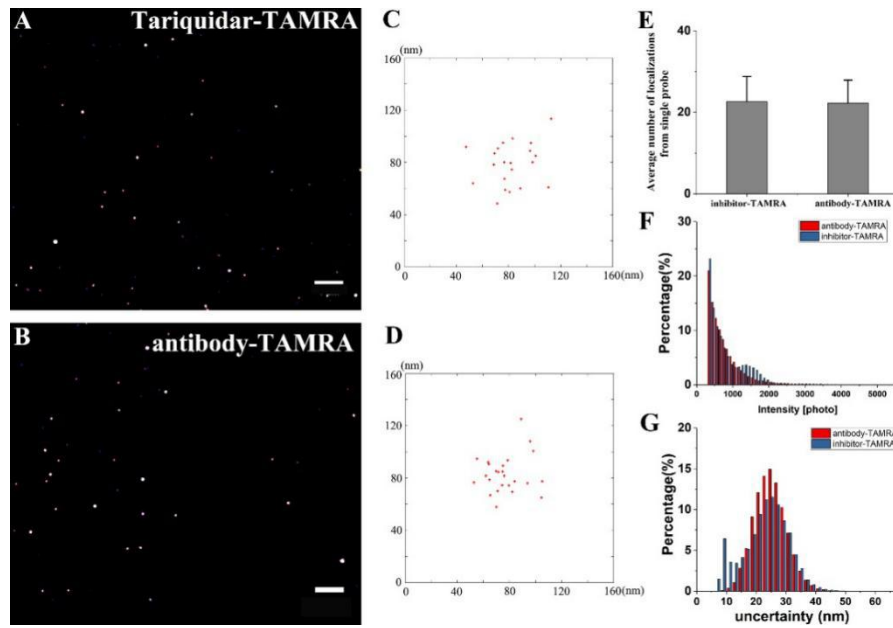 A
Tariquidar-TAMRA
B
antibody-TAMRA
C
(nm)
160
120
80
40
0
0
40
80
120
160(nm)
D
(nm)
160
120
80
40
0
0
40
80
120
160(nm)
E
Average number of localizations
from single probe
40
20
0
inhibitor-TAMRA
antibody-TAMRA
F
antibody-TAMRA
inhibitor-TAMRA
Percentage(%)
30
20
10
0
0
1000
2000
3000
4000
5000
Intensity [photo]
G
antibody-TAMRA
inhibitor-TAMRA
Percentage(%)
20
15
10
5
0
0
10
20
30
40
50
60
uncertainty (nm)